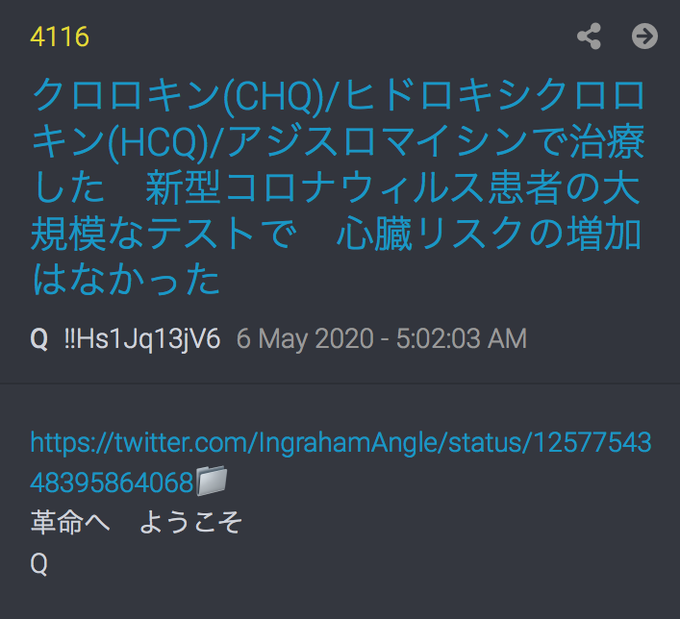 4116
クロロキン(CHQ)/ヒドロキシクロロ
キン(HCQ)/アジスロマイシンで治療
した　新型コロナウィルス患者の大
規模なテストで　心臓リスクの増加
はなかった
Q !!Hs1Jq13jV6 6 May 2020 - 5:02:03 AM
https://twitter.com/IngrahamAngle/status/12577543
48395864068
革命へ　ようこそ
Q